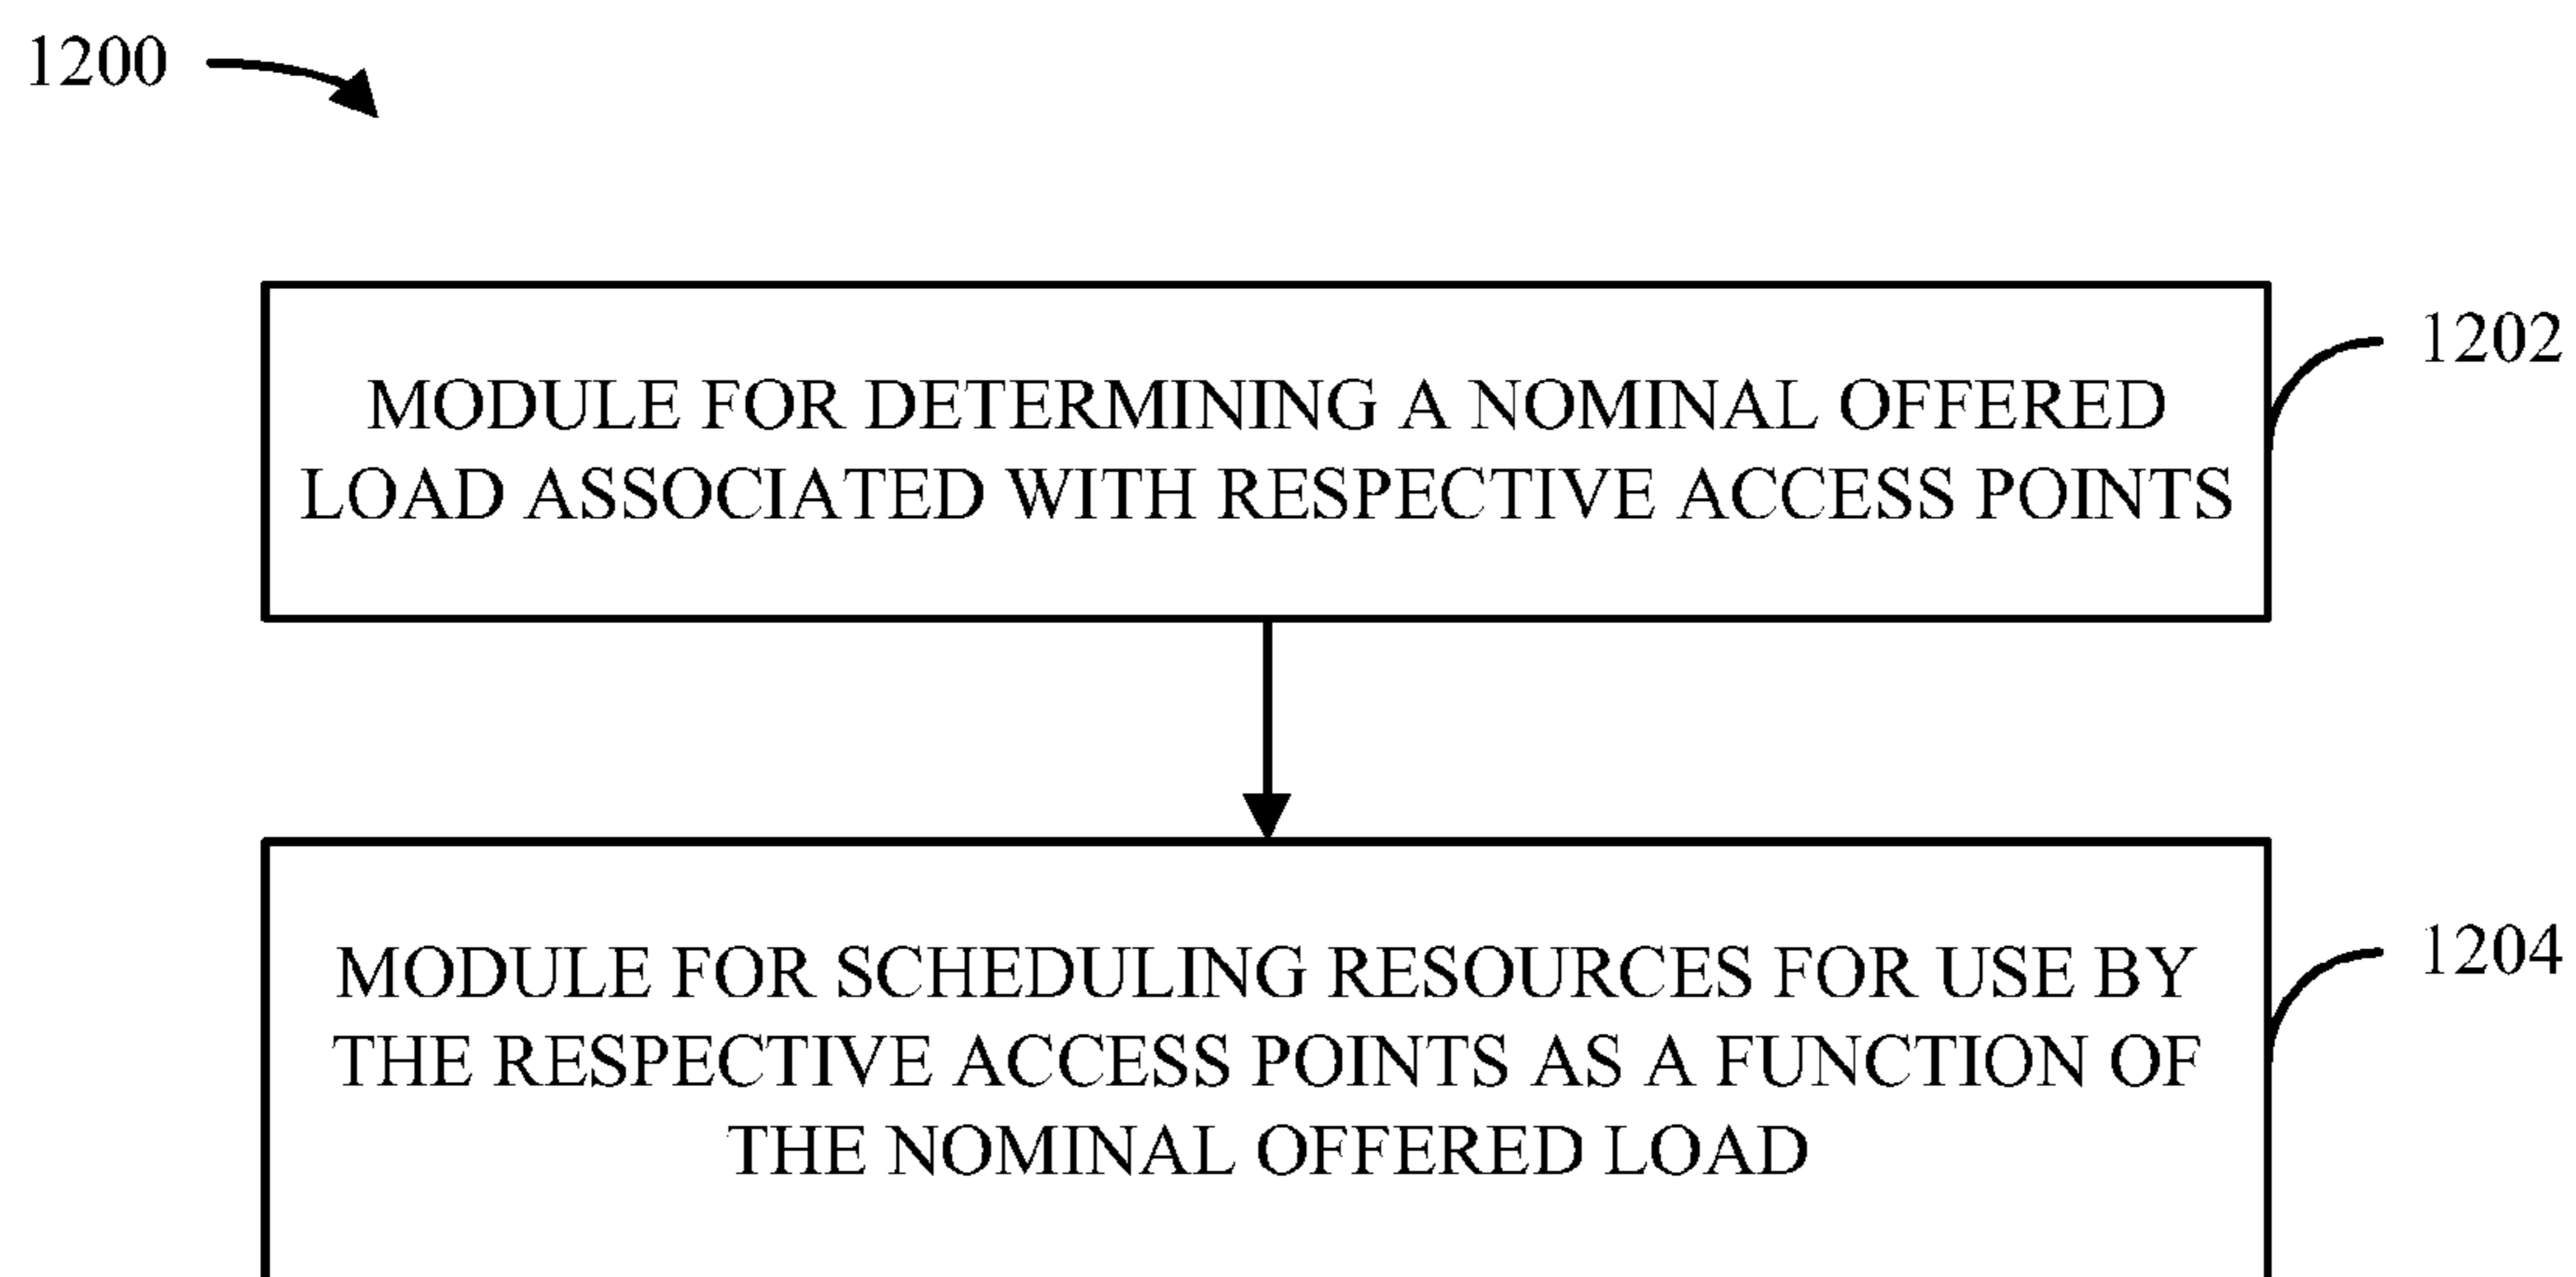 1200
MODULE FOR DETERMINING A NOMINAL OFFERED
LOAD ASSOCIATED WITH RESPECTIVE ACCESS POINTS
1202
MODULE FOR SCHEDULING RESOURCES FOR USE BY
THE RESPECTIVE ACCESS POINTS AS A FUNCTION OF
THE NOMINAL OFFERED LOAD
1204